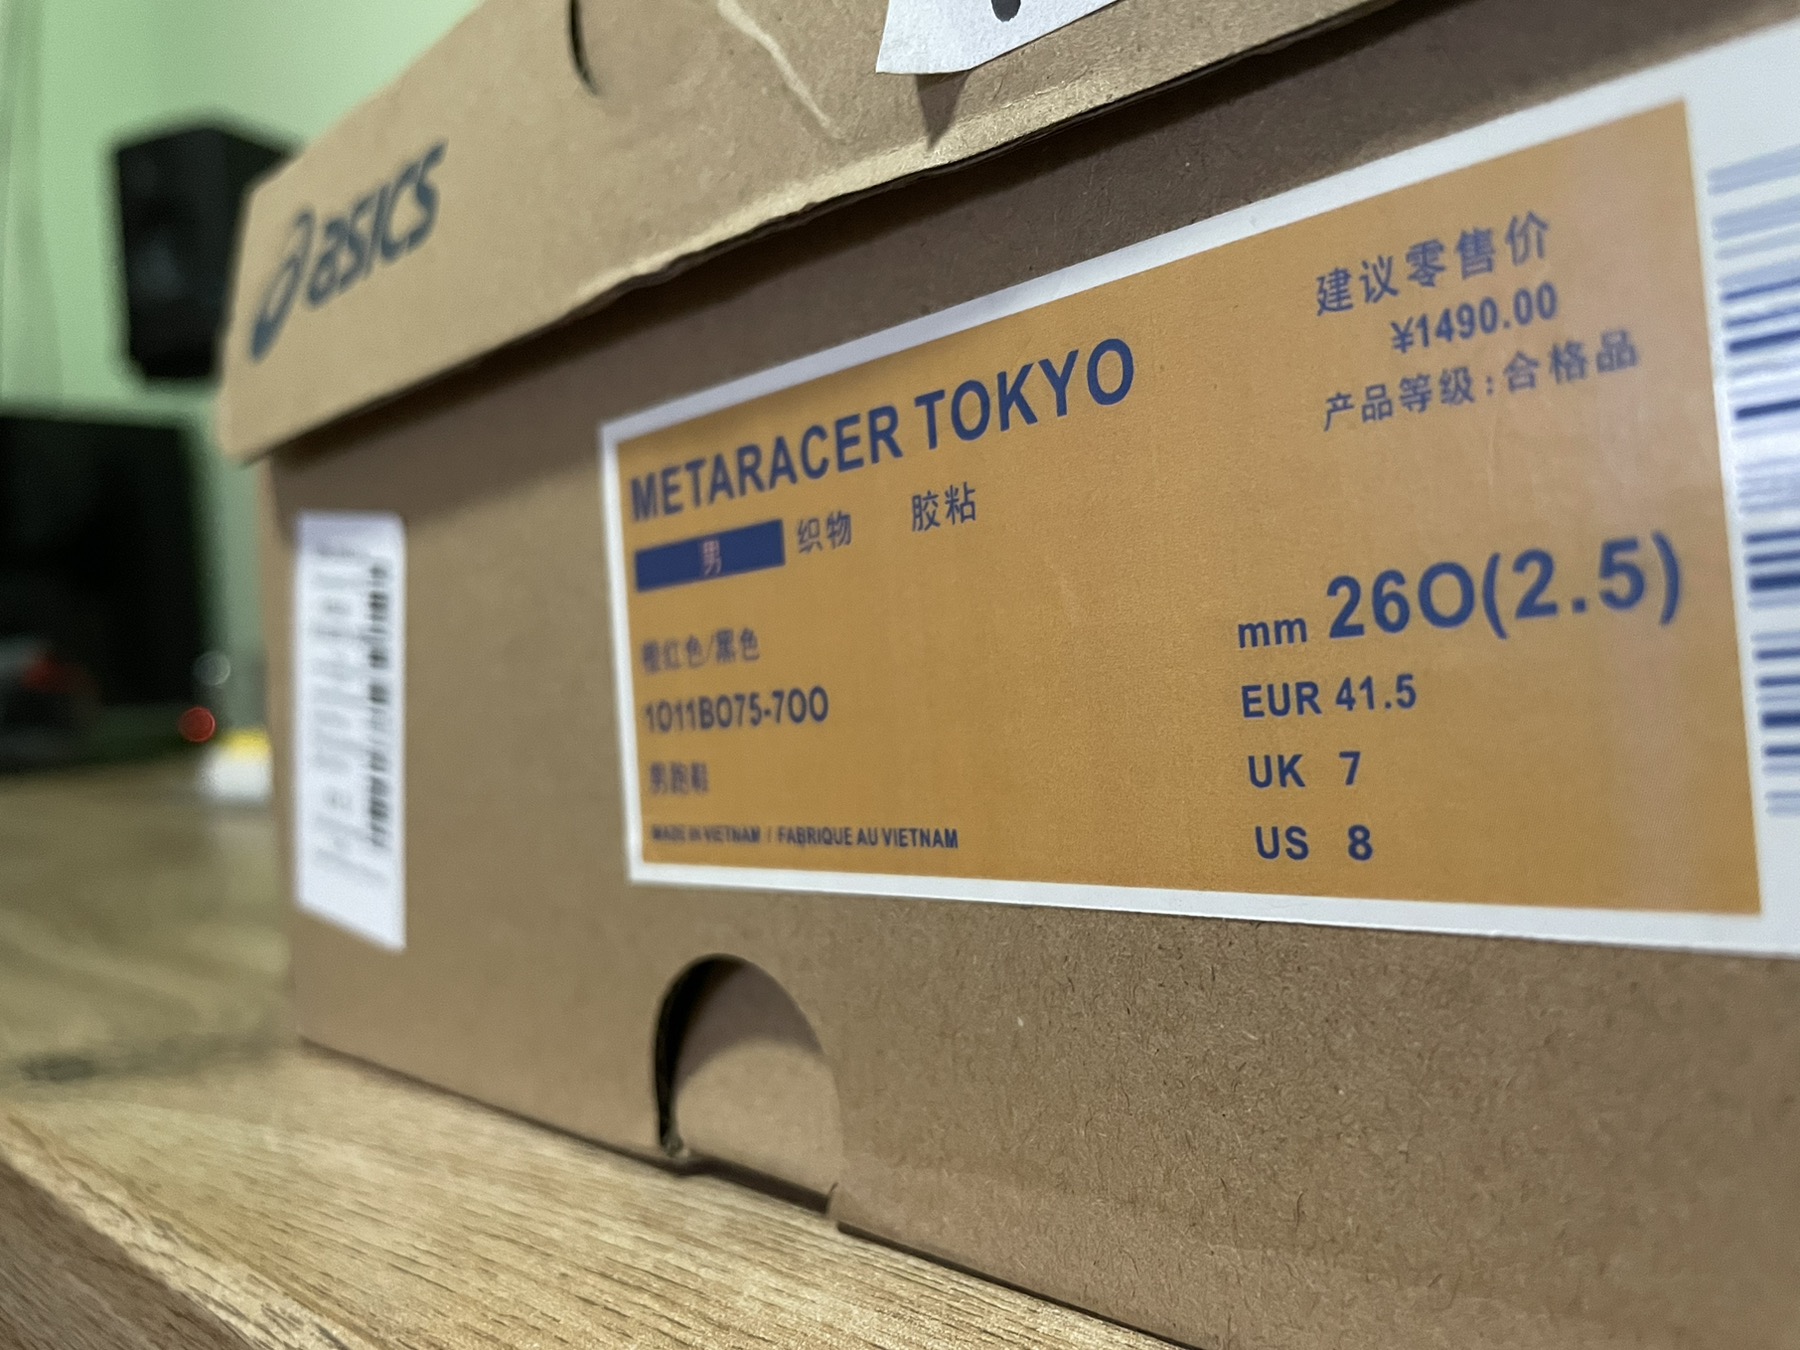 asics
METARACER TOKYO
男 织物 胶粘
橙红色/黑色
1011B075-700
男跑鞋
MADE IN VIETNAM / FABRIQUE AU VIETNAM
建议零售价
¥1490.00
产品等级:合格品
mm 260(2.5)
EUR 41.5
UK 7
US 8